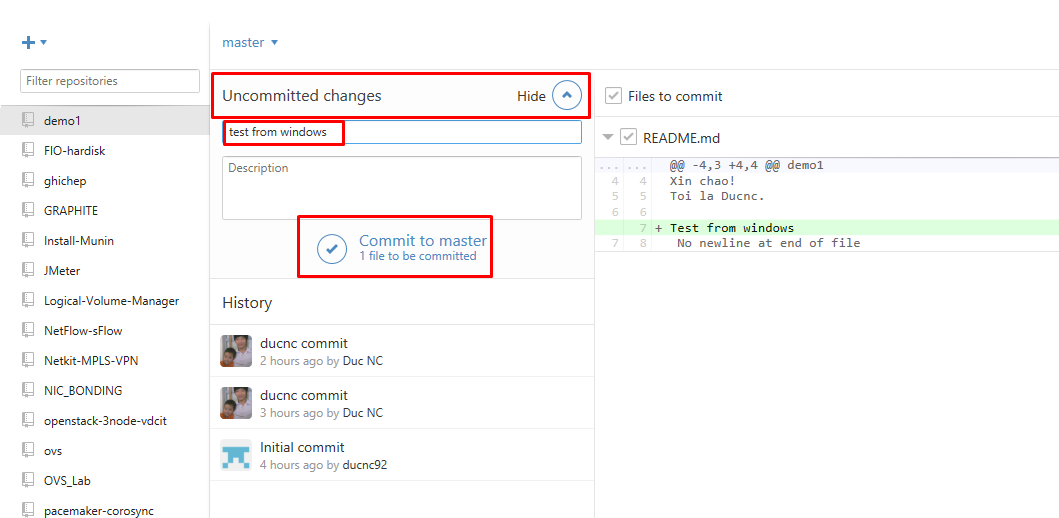 master
Filter repositories
demo1
FIO-hardisk
ghichep
GRAPHITE
Install-Munin
JMeter
Logical-Volume-Manager
NetFlow-sFlow
Netkit-MPLS-VPN
NIC_BONDING
openstack-3node-vdcit
ovs
OVS_Lab
pacemaker-corosync
Uncommitted changes Hide
test from windows
Description
Commit to master
1 file to be committed
History
ducnc commit
2 hours ago by Duc NC
ducnc commit
3 hours ago by Duc NC
Initial commit
4 hours ago by ducnc92
Files to commit
README.md
... ... @@ -4,3 +4,4 @@ demo1
4 4 Xin chao!
5 5 Toi la Ducnc.
6 6
7 + Test from windows
7 8 No newline at end of file